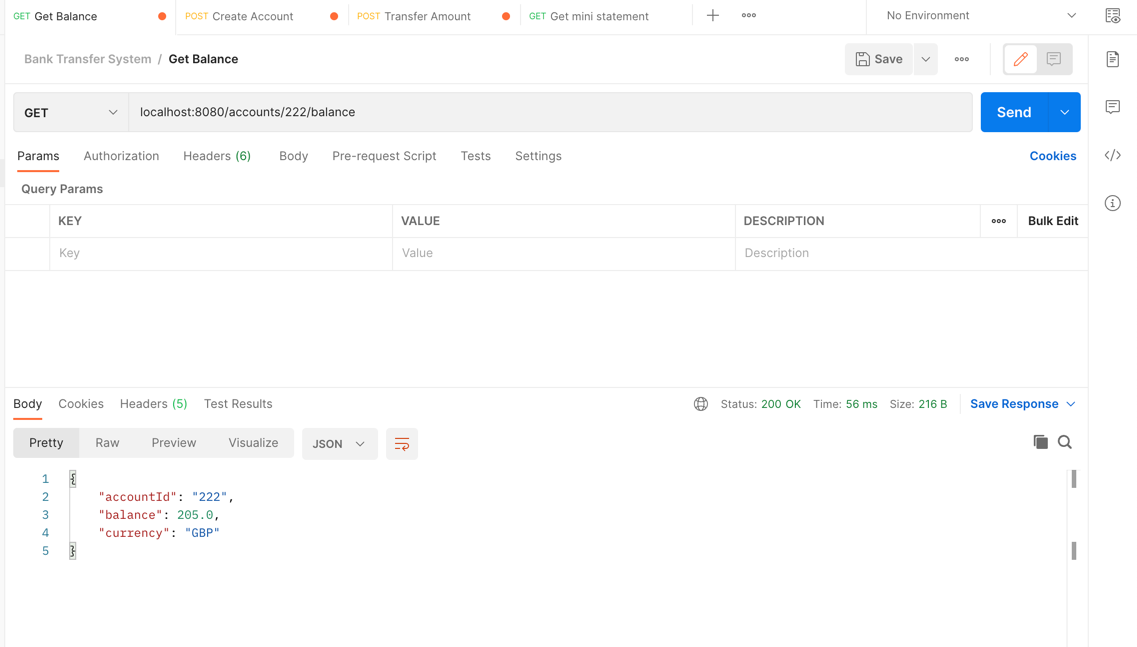 GET Get Balance POST Create Account POST Transfer Amount GET Get mini statement No Environment
Bank Transfer System / Get Balance Save
GET localhost:8080/accounts/222/balance Send
Params Authorization Headers (6) Body Pre-request Script Tests Settings Cookies
Query Params
KEY VALUE DESCRIPTION Bulk Edit
Key Value Description
Body Cookies Headers (5) Test Results Status: 200 OK Time: 56 ms Size: 216 B Save Response
Pretty Raw Preview Visualize JSON
1 {
2 "accountId": "222",
3 "balance": 205.0,
4 "currency": "GBP"
5 }